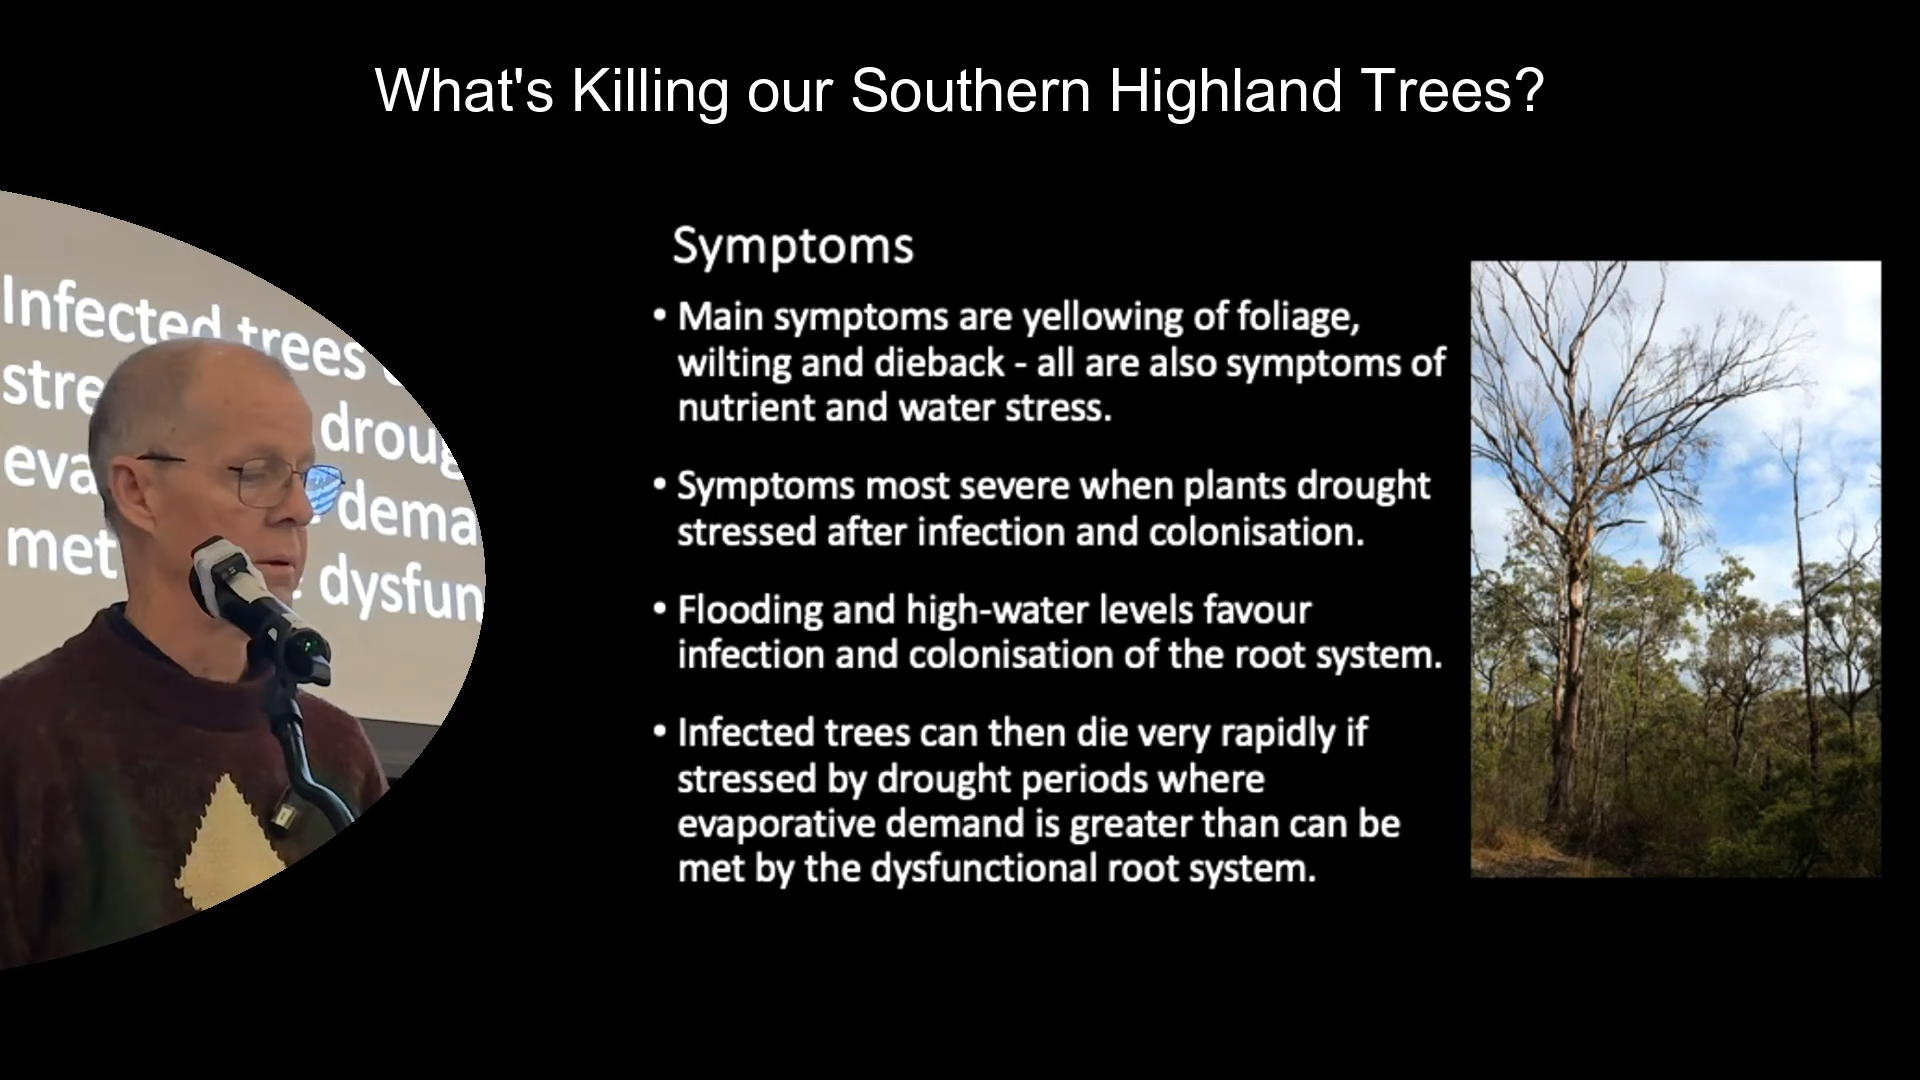 What's Killing our Southern Highland Trees?
Symptoms
• Main symptoms are yellowing of foliage,
wilting and dieback - all are also symptoms of
nutrient and water stress.
• Symptoms most severe when plants drought
stressed after infection and colonisation.
• Flooding and high-water levels favour
infection and colonisation of the root system.
• Infected trees can then die very rapidly if
stressed by drought periods where
evaporative demand is greater than can be
met by the dysfunctional root system.
Infected trees
stre droug
eva dema
met dysfun